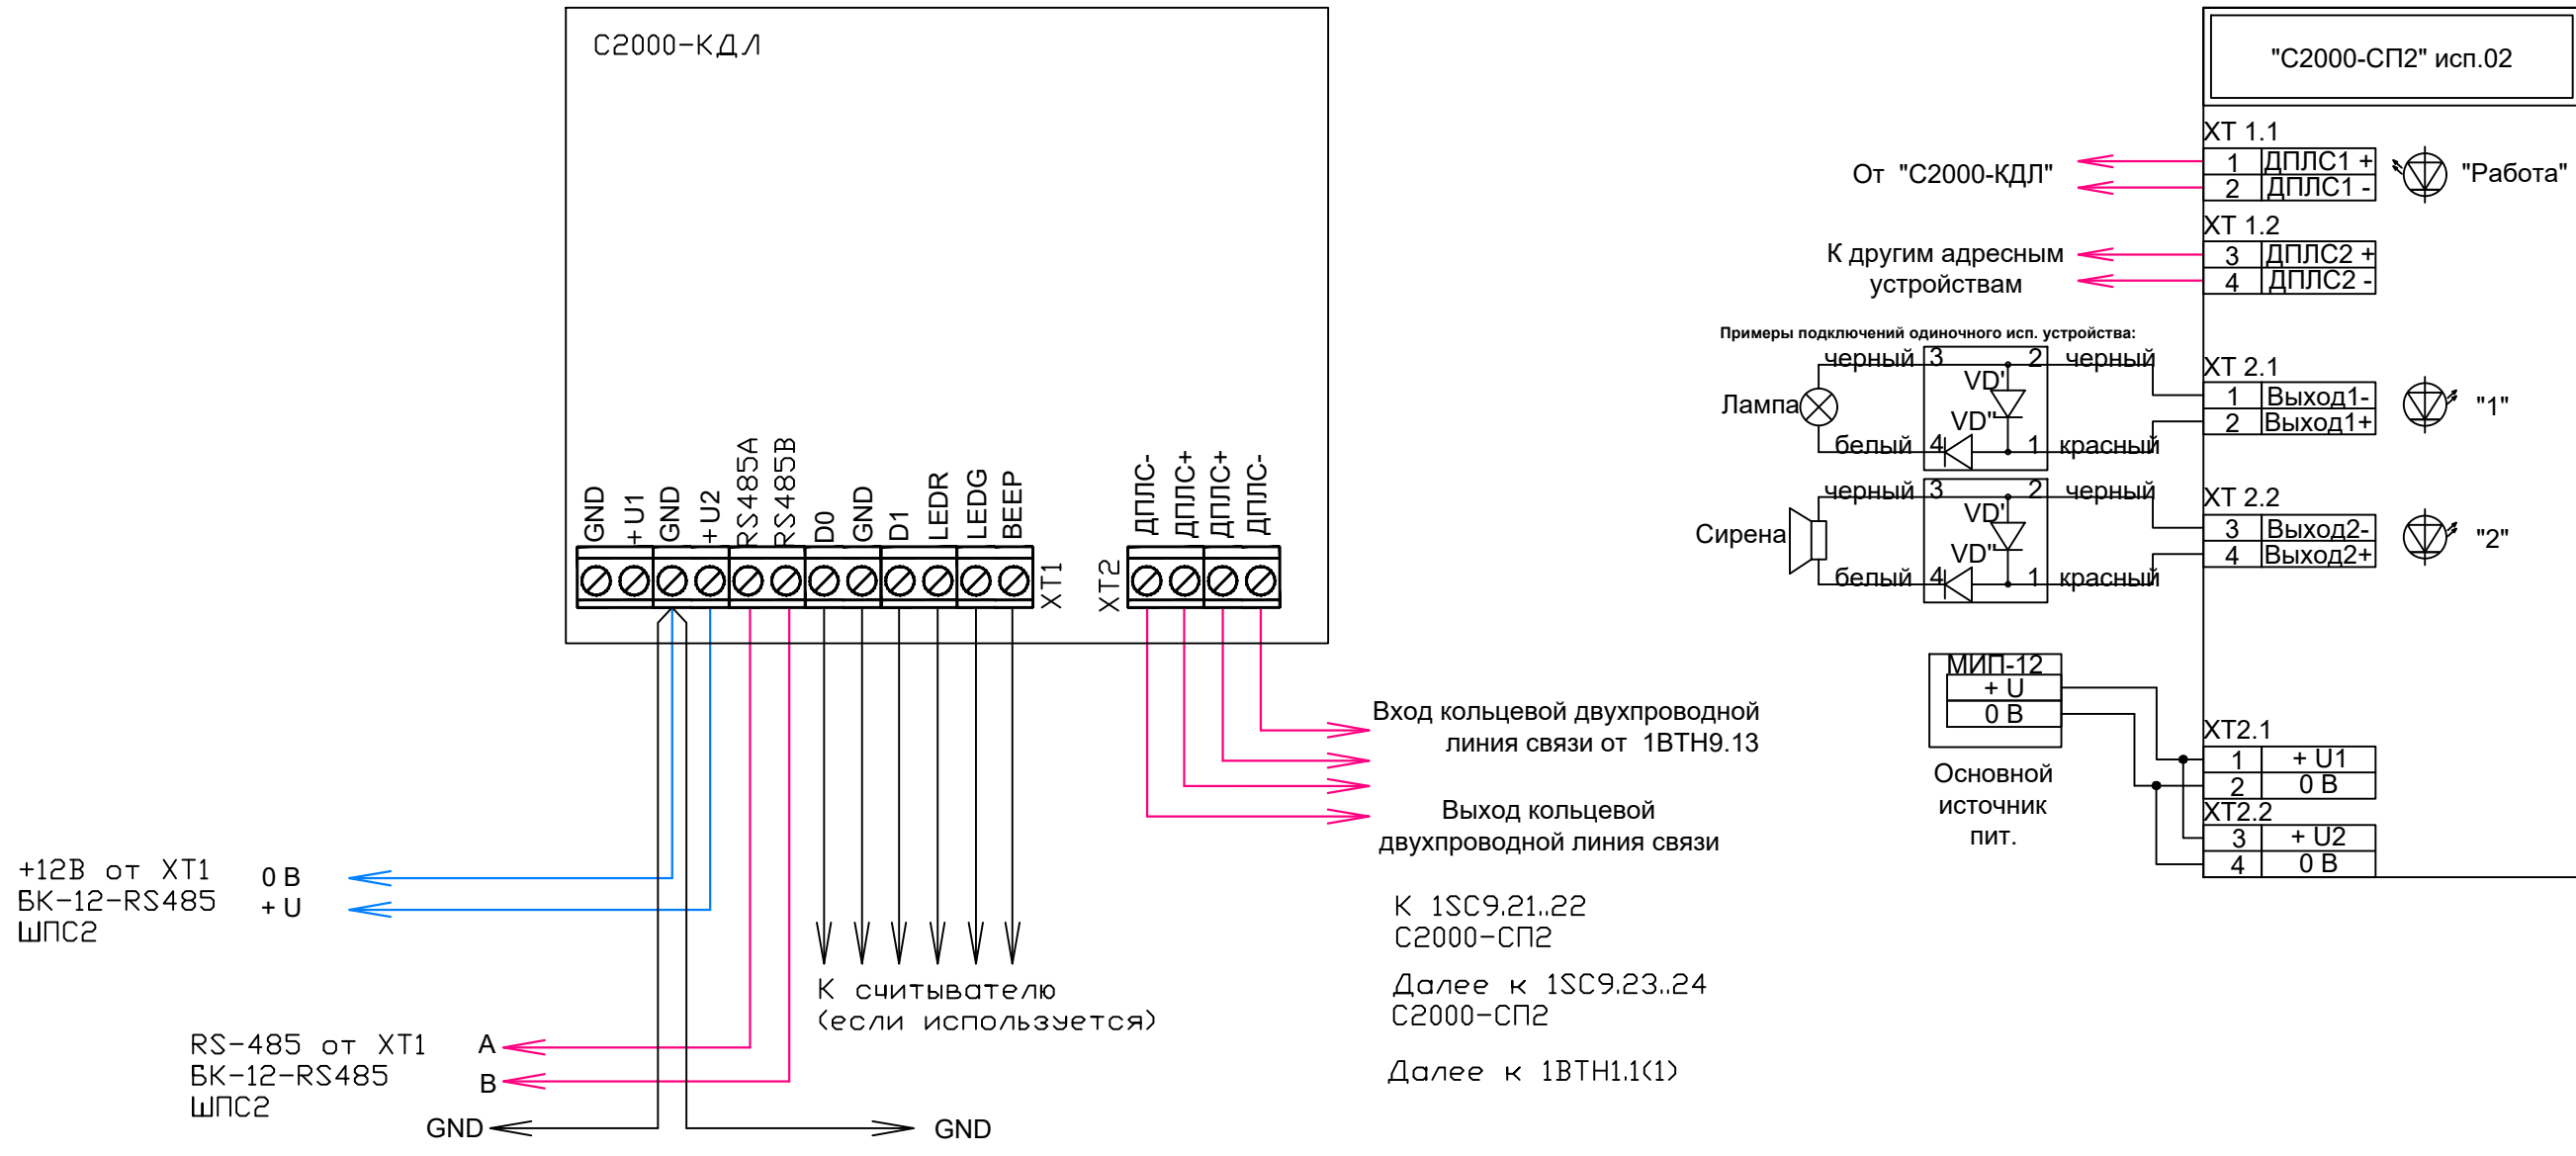 С2000-КДЛ
GND
+U1
GND
+U2
RS485A
RS485B
D0
GND
D1
LEDR
LEDG
BEEP
XT1
XT2
ДПЛС-
ДПЛС+
ДПЛС+
ДПЛС-
+12В от XT1
БК-12-RS485
ШПС2
0 В
+ U
RS-485 от XT1
БК-12-RS485
ШПС2
A
B
GND
GND
К считывателю
(если используется)
Вход кольцевой двухпроводной
линия связи от 1ВТН9.13
Выход кольцевой
двухпроводной линия связи
К 1SC9.21..22
С2000-СП2
Далее к 1SC9.23..24
С2000-СП2
Далее к 1ВТН1.1(1)
"С2000-СП2" исп.02
XT 1.1
1 ДПЛС1 +
2 ДПЛС1 -
"Работа"
От "С2000-КДЛ"
XT 1.2
3 ДПЛС2 +
4 ДПЛС2 -
К другим адресным
устройствам
Примеры подключений одиночного исп. устройства:
черный 3 2 черный
VD'
Лампа
VD"
белый 4 1 красный
XT 2.1
1 Выход1-
2 Выход1+
"1"
черный 3 2 черный
VD'
Сирена
VD"
белый 4 1 красный
XT 2.2
3 Выход2-
4 Выход2+
"2"
МИП-12
+ U
0 В
Основной
источник
пит.
XT2.1
1 + U1
2 0 В
XT2.2
3 + U2
4 0 В